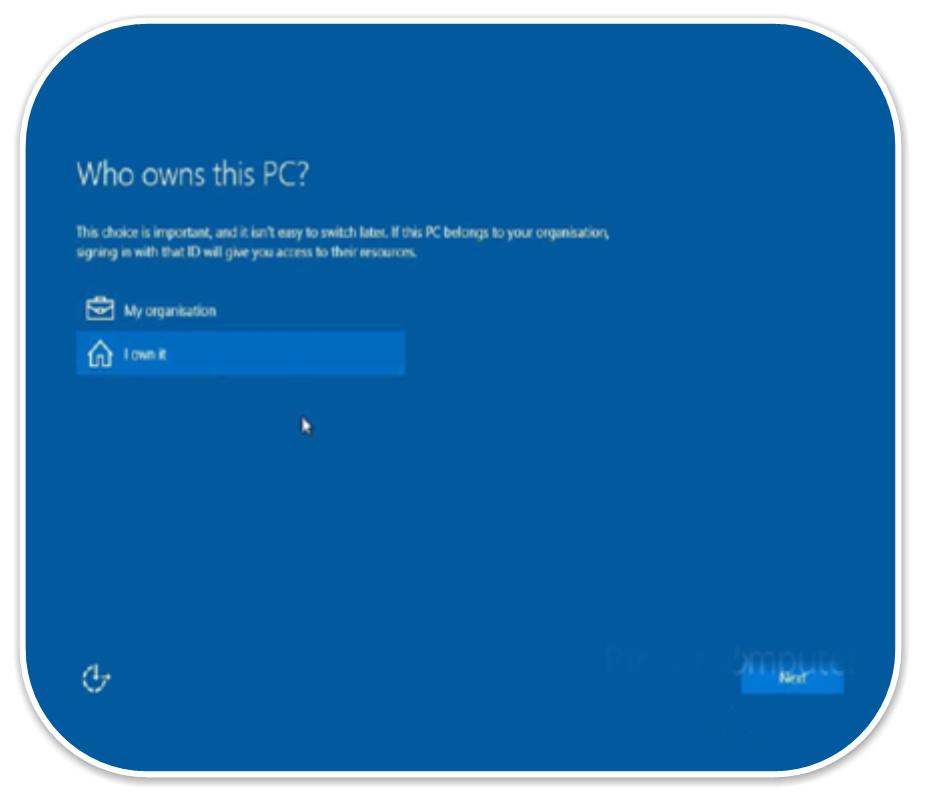 Who owns this PC?
This choice is important, and it isn't easy to switch later. If this PC belongs to your organisation,
signing in with that ID will give you access to their resources.
My organisation
I own it
Next